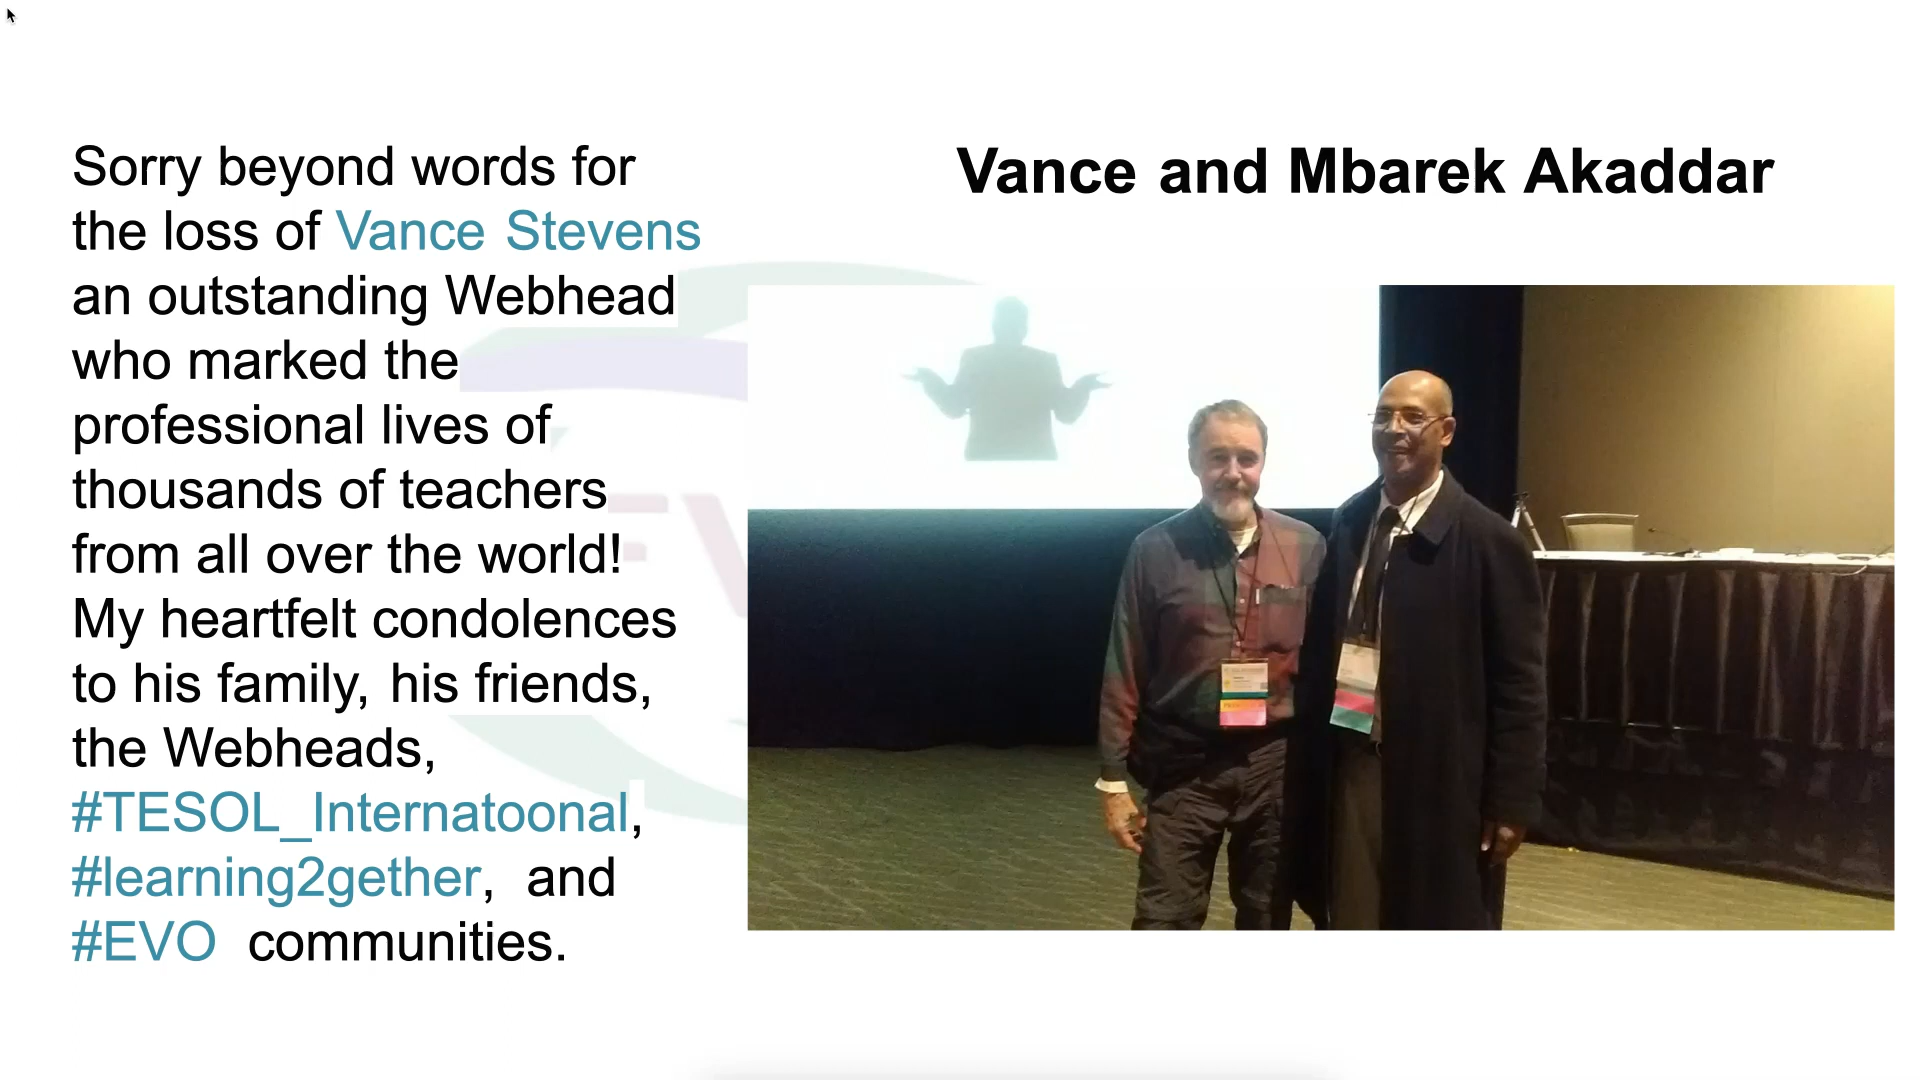 Sorry beyond words for
the loss of Vance Stevens
an outstanding Webhead
who marked the
professional lives of
thousands of teachers
from all over the world!
My heartfelt condolences
to his family, his friends,
the Webheads,
#TESOL_Internatoonal,
#learning2gether,  and
#EVO  communities.
Vance and Mbarek Akaddar